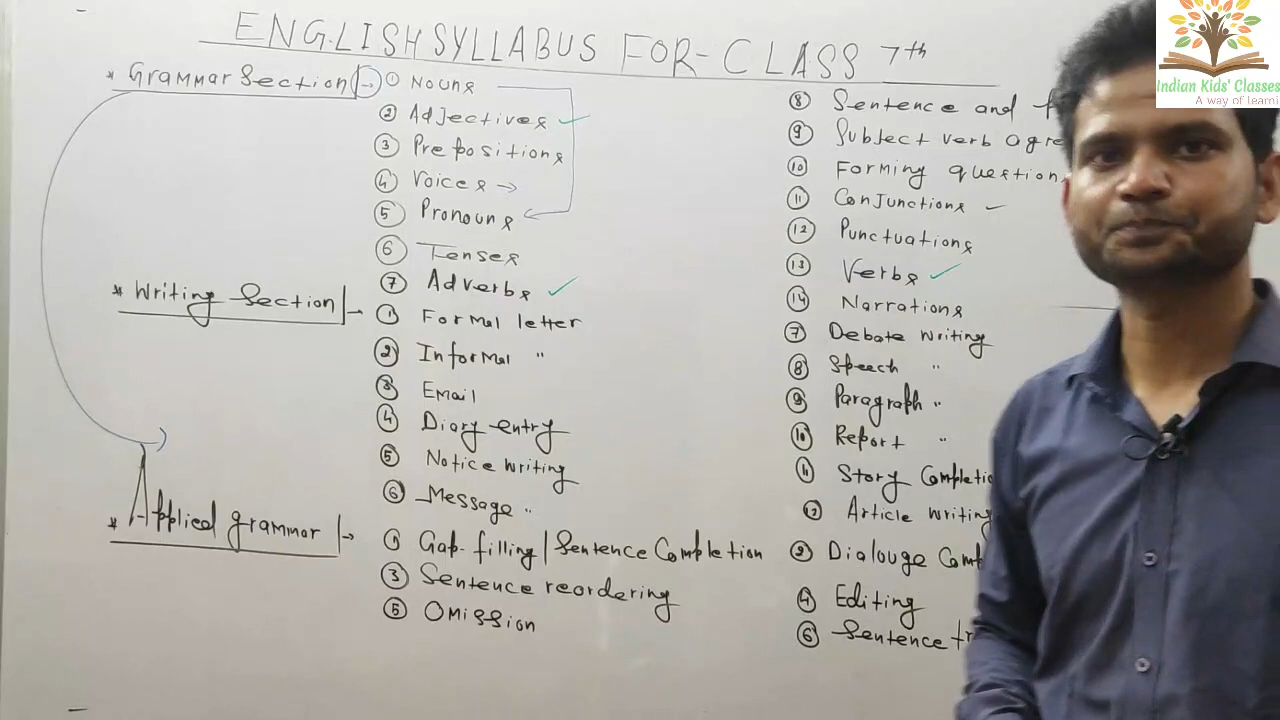 ENGLISH SYLLABUS FOR - CLASS 7th
* Grammar Section → ① Nouns
② Adjectives ✓
③ Prepositions
④ Voices →
⑤ Pronouns
⑥ Tenses
⑦ Adverbs ✓
⑧ Sentence and
⑨ Subject verb agre
⑩ Forming question
⑪ Conjunctions
⑫ Punctuations
⑬ Verbs ✓
⑭ Narrations
* Writing Section → ① Formal letter
② Informal "
③ Email
④ Diary entry
⑤ Notice writing
⑥ Message "
⑦ Debate writing
⑧ Speech "
⑨ Paragraph "
⑩ Report "
⑪ Story Completio
⑫ Article writing
* Applied grammar → ① Gap-filling / Sentence Completion
② Dialouge Comp
③ Sentence reordering
④ Editing
⑤ Omission
⑥ Sentence tr
Indian Kids' Classes
A way of learni